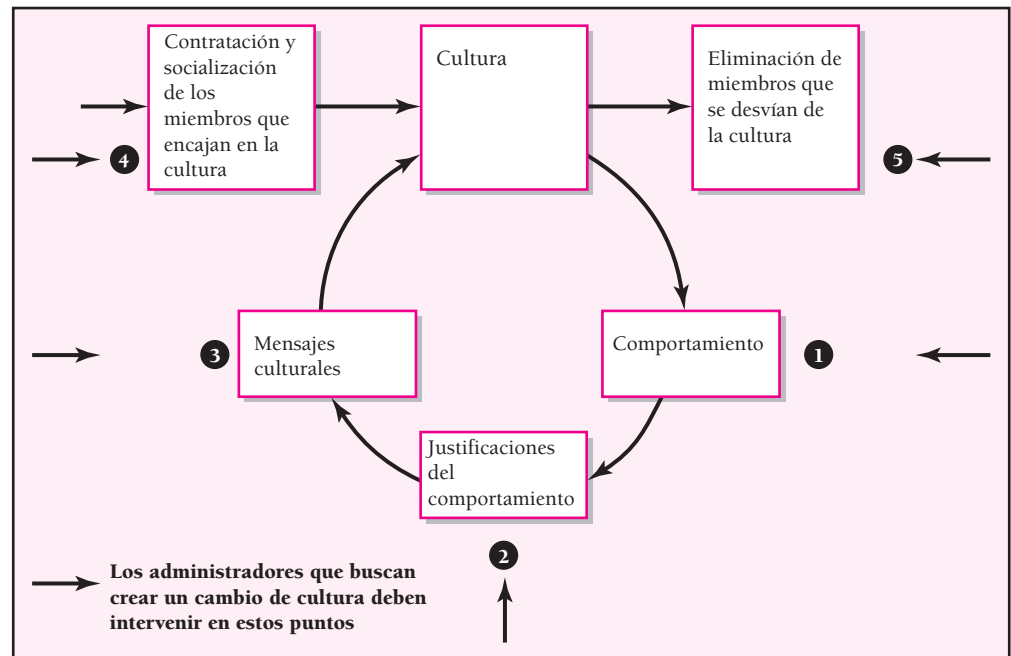 Contratación y
socialización
de los
miembros que
encajan en la
cultura
Cultura
Eliminación de
miembros que
se desvían de
la cultura
4
5
3
Mensajes
culturales
Comportamiento
1
Justificaciones
del
comportamiento
2
Los administradores que buscan
crear un cambio de cultura deben
intervenir en estos puntos